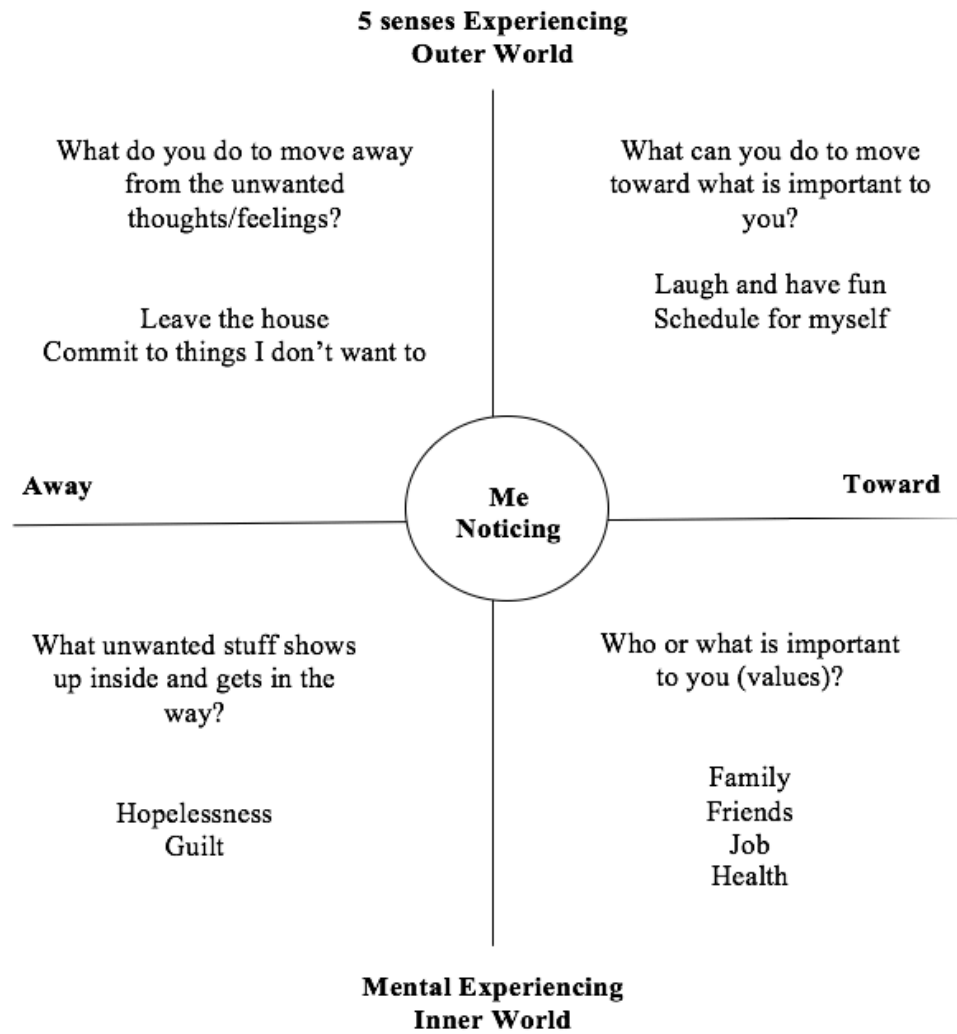 5 senses Experiencing
Outer World
What do you do to move away
from the unwanted
thoughts/feelings?
Leave the house
Commit to things I don’t want to
What can you do to move
toward what is important to
you?
Laugh and have fun
Schedule for myself
Away
Me
Noticing
Toward
What unwanted stuff shows
up inside and gets in the
way?
Hopelessness
Guilt
Who or what is important
to you (values)?
Family
Friends
Job
Health
Mental Experiencing
Inner World